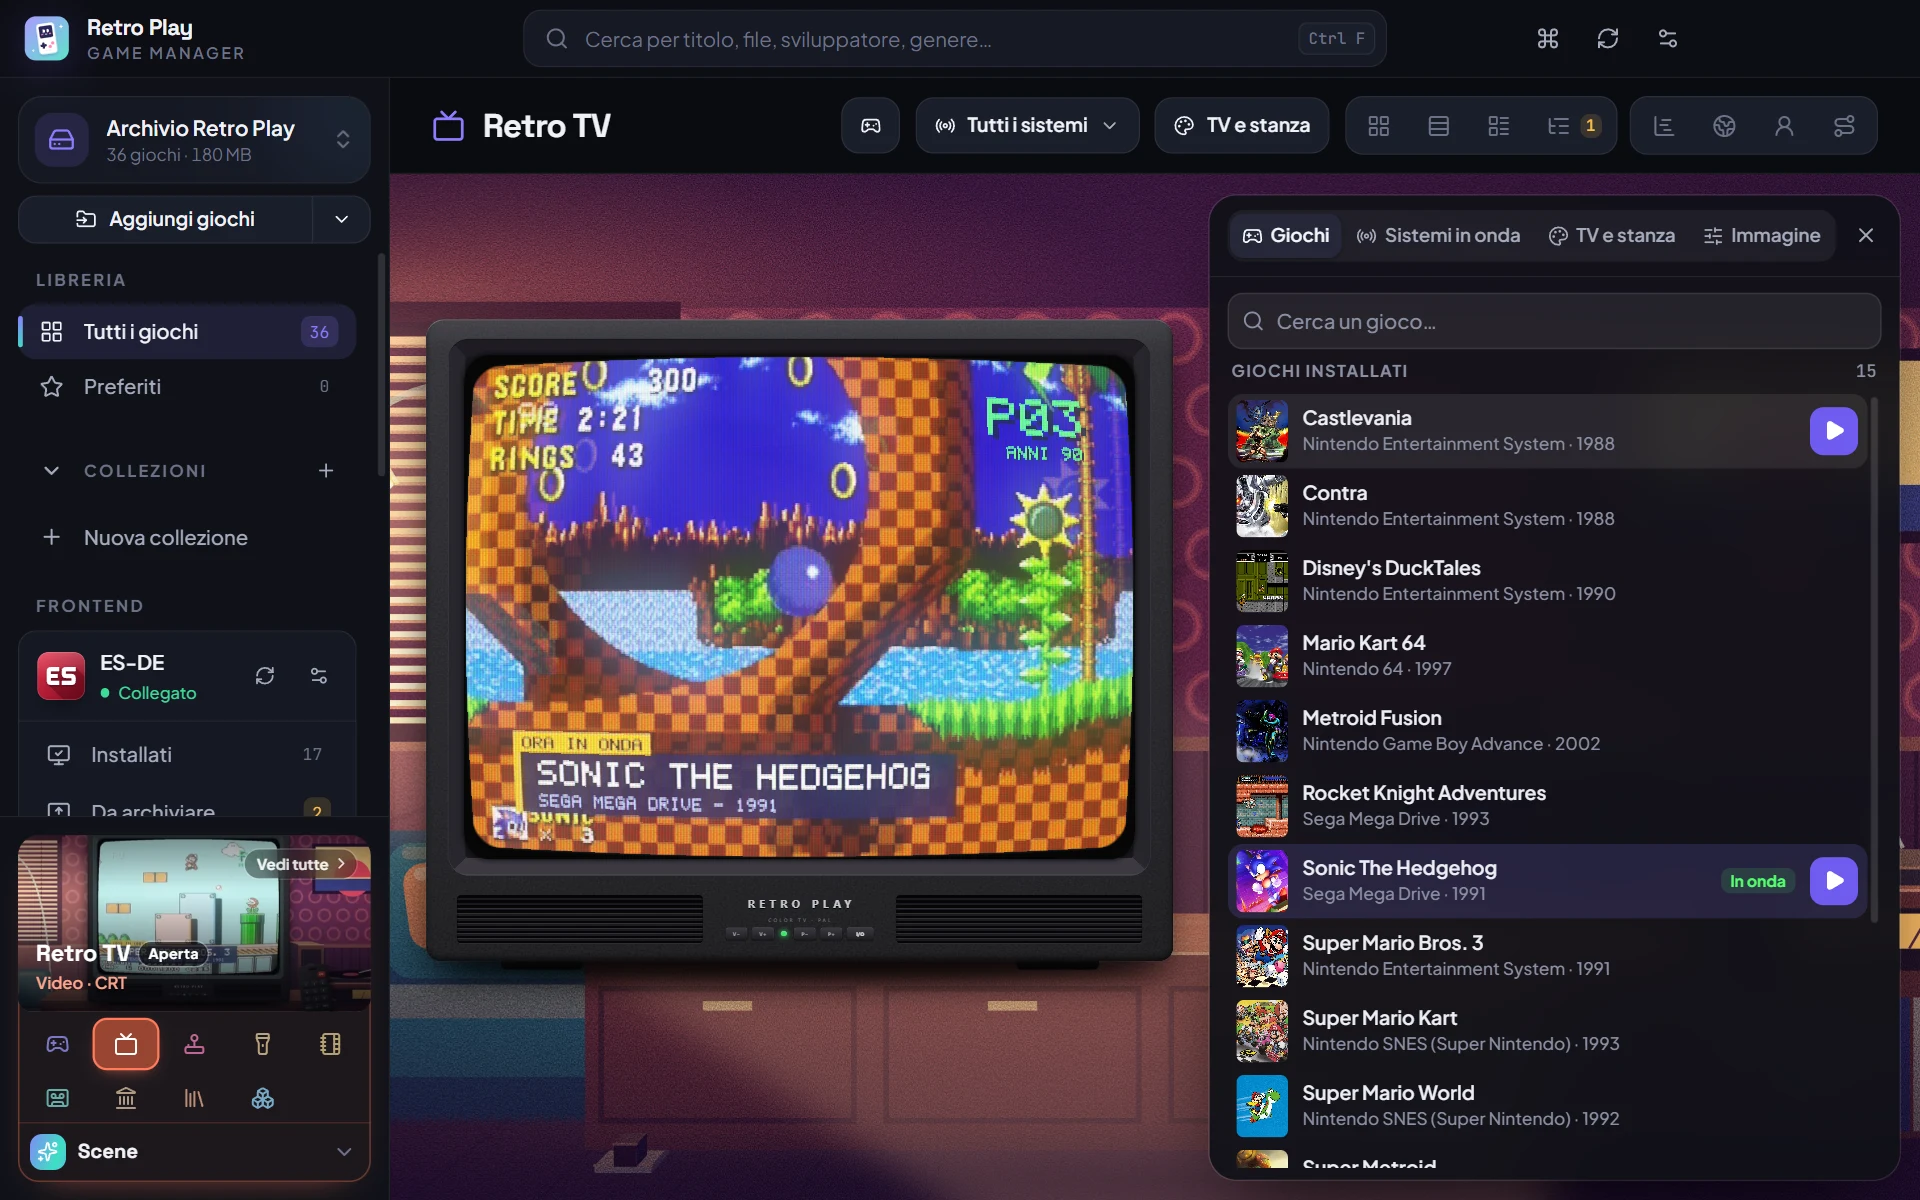 Retro Play
GAME MANAGER
Cerca per titolo, file, sviluppatore, genere...
Ctrl F
Archivio Retro Play
36 giochi · 180 MB
Aggiungi giochi
LIBRERIA
Tutti i giochi
36
Preferiti
0
COLLEZIONI
Nuova collezione
FRONTEND
ES
ES-DE
Collegato
Installati
17
Da archiviare
2
Vedi tutte
Retro TV
Aperta
Video · CRT
Scene
Retro TV
Tutti i sistemi
TV e stanza
1
SCORE 300
TIME 2:21
RINGS 43
P03
ANNI 90
ORA IN ONDA
SONIC THE HEDGEHOG
SEGA MEGA DRIVE - 1991
SONIC
X 3
RETRO PLAY
COLOR TV · PAL
V-
V+
P-
P+
I/O
Giochi
Sistemi in onda
TV e stanza
Immagine
Cerca un gioco...
GIOCHI INSTALLATI
15
Castlevania
Nintendo Entertainment System · 1988
Contra
Nintendo Entertainment System · 1988
Disney's DuckTales
Nintendo Entertainment System · 1990
Mario Kart 64
Nintendo 64 · 1997
Metroid Fusion
Nintendo Game Boy Advance · 2002
Rocket Knight Adventures
Sega Mega Drive · 1993
Sonic The Hedgehog
Sega Mega Drive · 1991
In onda
Super Mario Bros. 3
Nintendo Entertainment System · 1991
Super Mario Kart
Nintendo SNES (Super Nintendo) · 1993
Super Mario World
Nintendo SNES (Super Nintendo) · 1992
Super Metroid